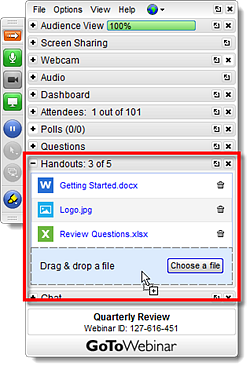 File Options View Help
Audience View 100%
Screen Sharing
Webcam
Audio
Dashboard
Attendees: 1 out of 101
Polls (0/0)
Questions
Handouts: 3 of 5
W Getting Started.docx
Logo.jpg
X Review Questions.xlsx
Drag & drop a file Choose a file
Chat
Quarterly Review
Webinar ID: 127-616-451
GoToWebinar